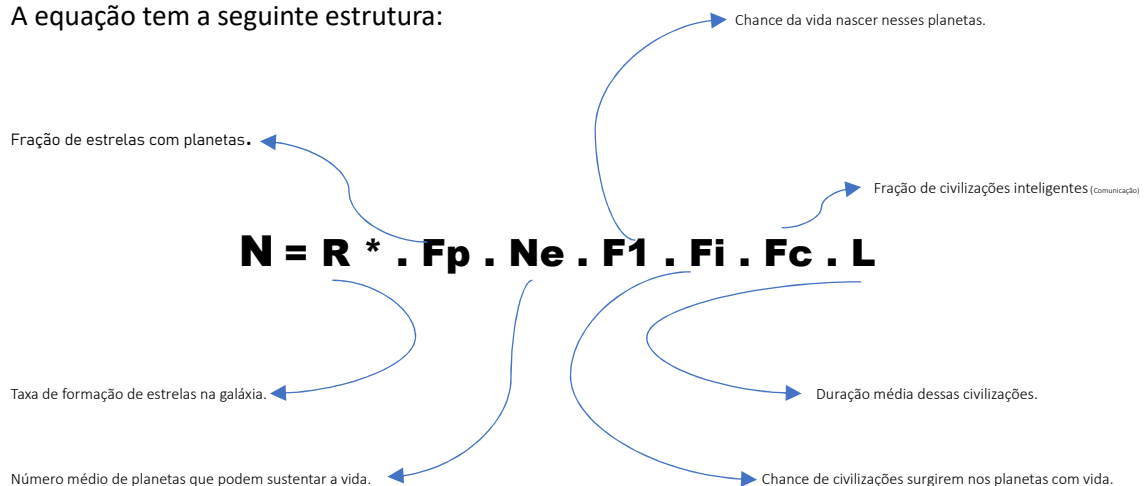 A equação tem a seguinte estrutura:
Chance da vida nascer nesses planetas.
Fração de estrelas com planetas.
Fração de civilizações inteligentes (Comunicação)
N = R * . Fp . Ne . F1 . Fi . Fc . L
Taxa de formação de estrelas na galáxia.
Duração média dessas civilizações.
Número médio de planetas que podem sustentar a vida.
Chance de civilizações surgirem nos planetas com vida.